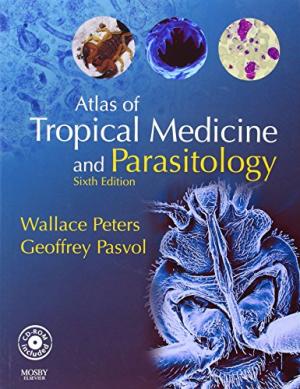 Atlas of
Tropical Medicine
and Parasitology
Sixth Edition
Wallace Peters
Geoffrey Pasvol
CD-ROM
included
MOSBY
ELSEVIER